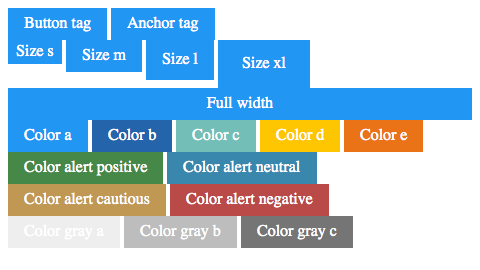 Button tag Anchor tag
Size s Size m Size l Size xl
Full width
Color a Color b Color c Color d Color e
Color alert positive Color alert neutral
Color alert cautious Color alert negative
Color gray a Color gray b Color gray c